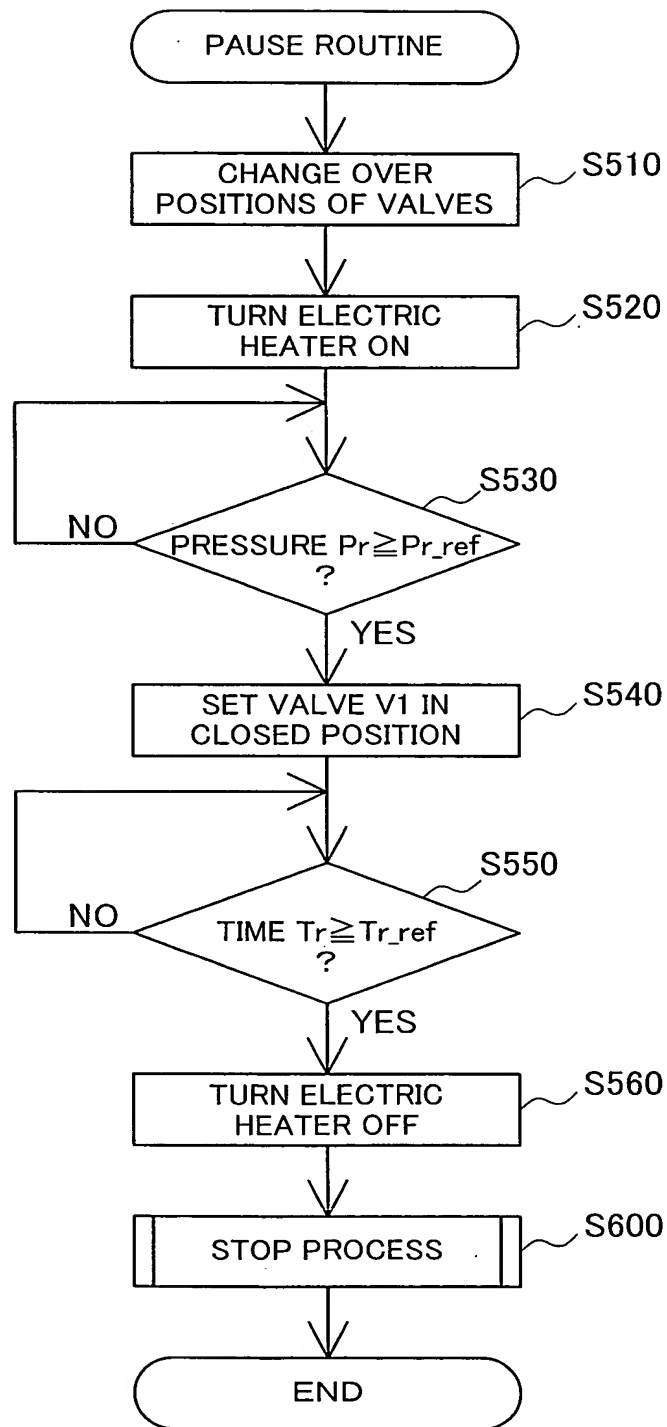 PAUSE ROUTINE
CHANGE OVER
POSITIONS OF VALVES
S510
TURN ELECTRIC
HEATER ON
S520
S530
NO
PRESSURE Pr≧Pr_ref
?
YES
SET VALVE V1 IN
CLOSED POSITION
S540
S550
NO
TIME Tr≧Tr_ref
?
YES
TURN ELECTRIC
HEATER OFF
S560
STOP PROCESS
S600
END